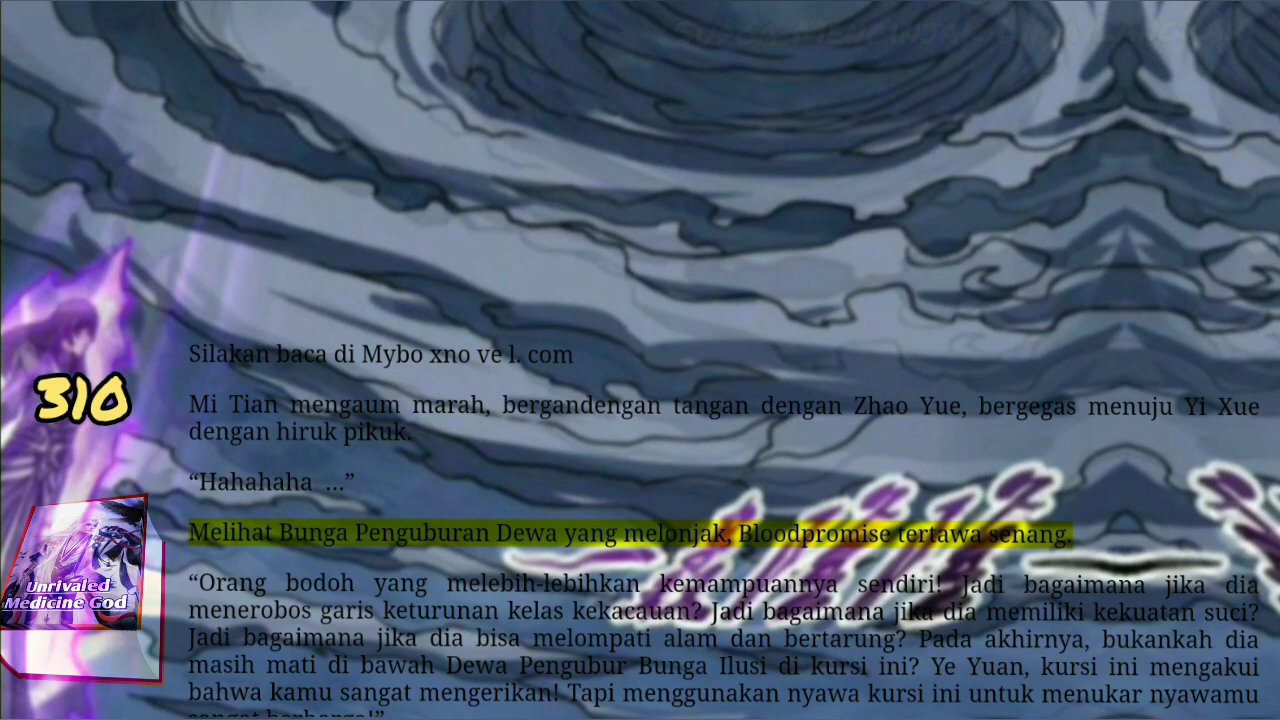 Silakan baca di Mybo xno ve l. com
Mi Tian mengaum marah, bergandengan tangan dengan Zhao Yue, bergegas menuju Yi Xue
dengan hiruk pikuk.
310
“Hahahaha ...”
Melihat Bunga Penguburan Dewa yang melonjak, Bloodpromise tertawa senang.
“Orang bodoh yang melebih-lebihkan kemampuannya sendiri! Jadi bagaimana jika dia
menerobos garis keturunan kelas kekacauan? Jadi bagaimana jika dia memiliki kekuatan suci?
Jadi bagaimana jika dia bisa melompati alam dan bertarung? Pada akhirnya, bukankah dia
masih mati di bawah Dewa Pengubur Bunga Ilusi di kursi ini? Ye Yuan, kursi ini mengakui
bahwa kamu sangat mengerikan! Tapi menggunakan nyawa kursi ini untuk menukar nyawamu
Unrivaled
Medicine God